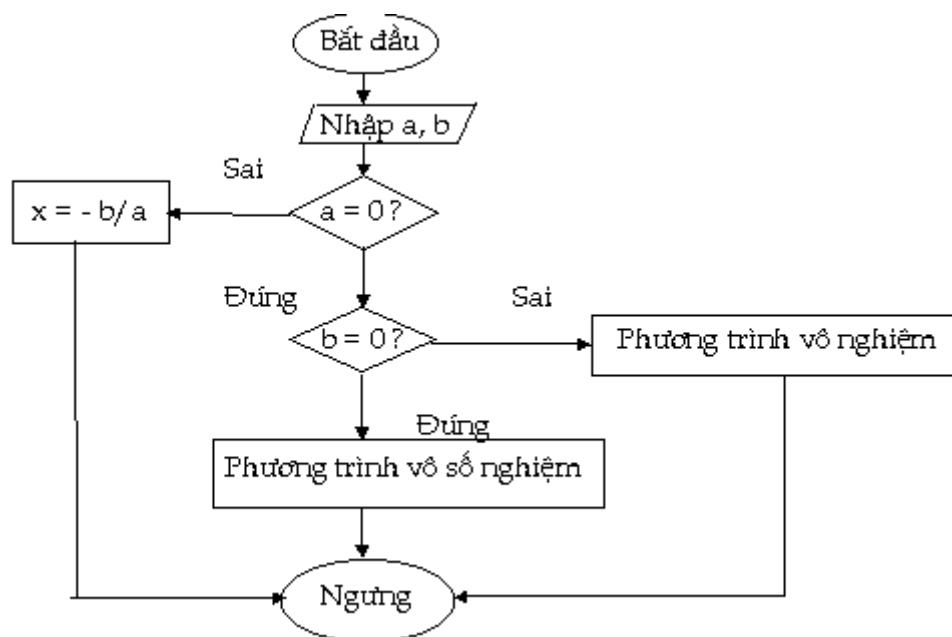 Bắt đầu
Nhập a, b
Sai
a = 0 ?
x = - b/ a
Đúng
Sai
b = 0 ?
Phương trình vô nghiệm
Đúng
Phương trình vô số nghiệm
Ngưng